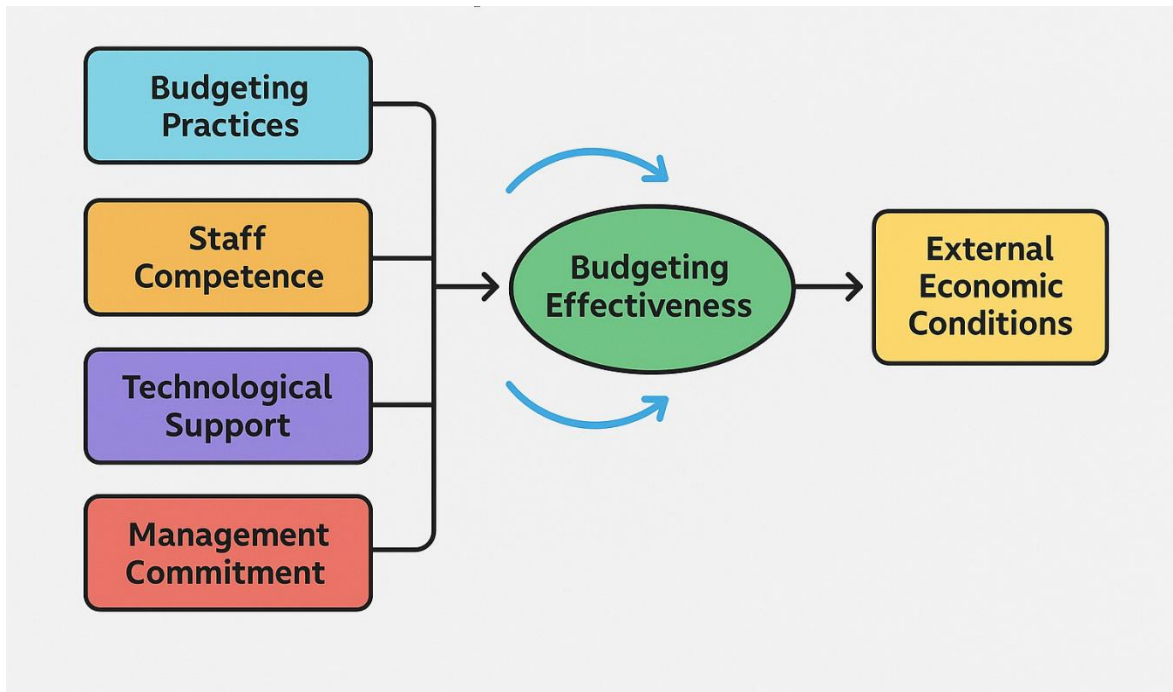 Budgeting
Practices
Staff
Competence
Technological
Support
Management
Commitment
Budgeting
Effectiveness
External
Economic
Conditions